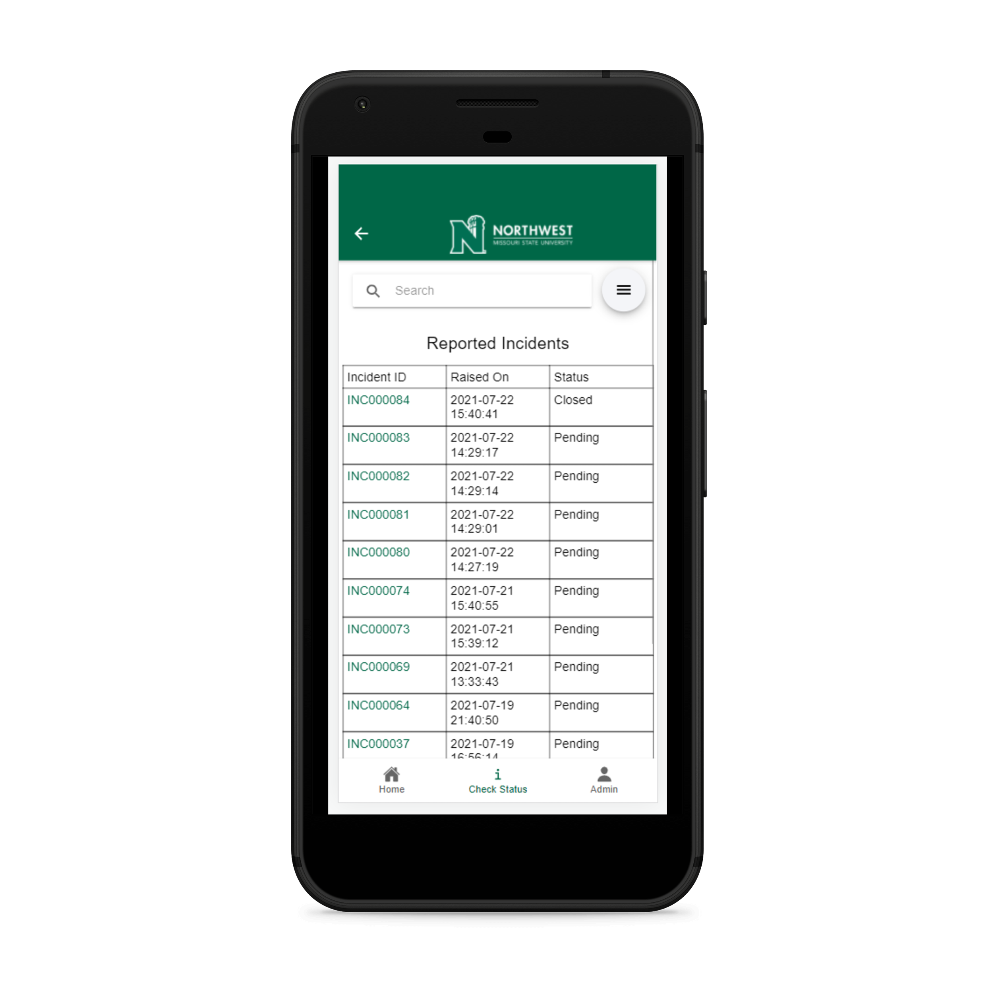 NORTHWEST
MISSOURI STATE UNIVERSITY
Search
Reported Incidents
Incident ID Raised On Status
INC000084 2021-07-22 Closed
15:40:41
INC000083 2021-07-22 Pending
14:29:17
INC000082 2021-07-22 Pending
14:29:14
INC000081 2021-07-22 Pending
14:29:01
INC000080 2021-07-22 Pending
14:27:19
INC000074 2021-07-21 Pending
15:40:55
INC000073 2021-07-21 Pending
15:39:12
INC000069 2021-07-21 Pending
13:33:43
INC000064 2021-07-19 Pending
21:40:50
INC000037 2021-07-19 Pending
16:56:14
Home Check Status Admin